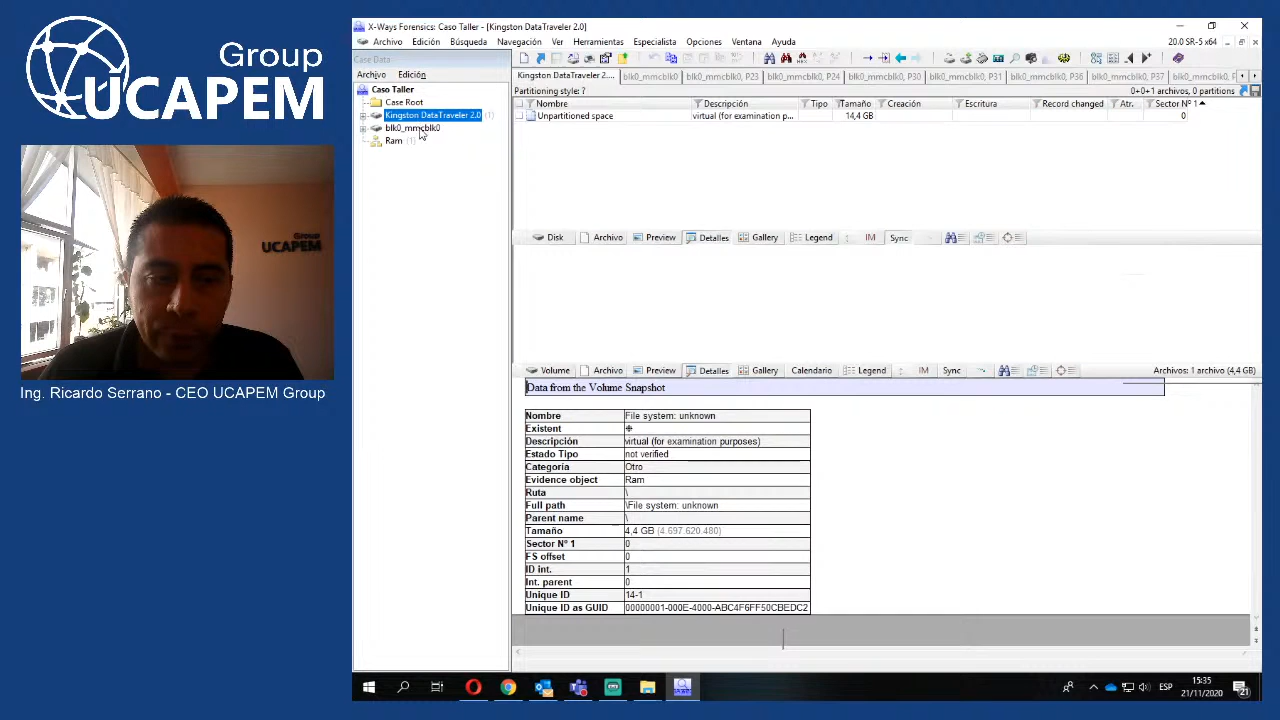 Group
UCAPEM
Group
UCAPEM
Ing. Ricardo Serrano - CEO UCAPEM Group
X-Ways Forensics: Caso Taller - [Kingston DataTraveler 2.0]
Archivo Edición Búsqueda Navegación Ver Herramientas Especialista Opciones Ventana Ayuda
20.0 SR-5 x64
Case Data
Archivo Edición
Caso Taller
Case Root
Kingston DataTraveler 2.0 (1)
blk0_mmcblk0
Ram (1)
Kingston DataTraveler 2.... blk0_mmcblk0 blk0_mmcblk0, P23 blk0_mmcblk0, P24 blk0_mmcblk0, P30 blk0_mmcblk0, P31 blk0_mmcblk0, P36 blk0_mmcblk0, P37
Partitioning style: ?
0+0+1 archivos, 0 partitions
Nombre Descripción Tipo Tamaño Creación Escritura Record changed Atr. Sector Nº 1
Unpartitioned space virtual (for examination p... 14,4 GB 0
Disk Archivo Preview Detalles Gallery Legend IM Sync
Volume Archivo Preview Detalles Gallery Calendario Legend IM Sync
Archivos: 1 archivo (4,4 GB)
Data from the Volume Snapshot
Nombre File system: unknown
Existent
Descripción virtual (for examination purposes)
Estado Tipo not verified
Categoría Otro
Evidence object Ram
Ruta \
Full path \File system: unknown
Parent name \
Tamaño 4,4 GB (4.697.620.480)
Sector Nº 1 0
FS offset 0
ID int. 1
Int. parent 0
Unique ID 14-1
Unique ID as GUID 00000001-000E-4000-ABC4F6FF50CBEDC2
ESP
15:35
21/11/2020
21